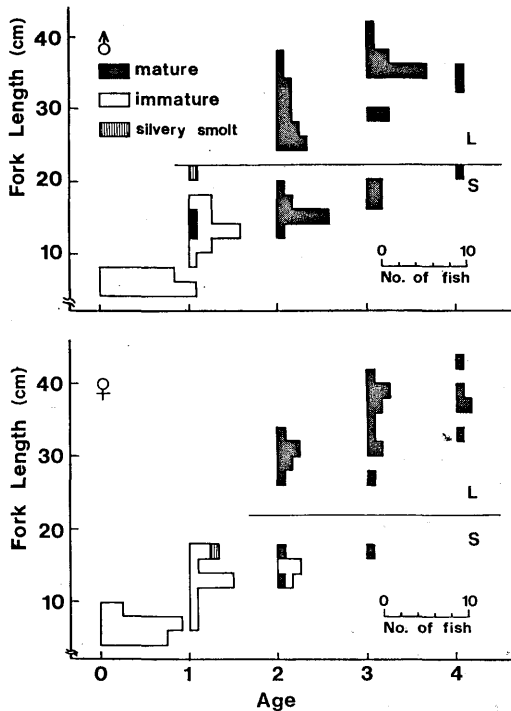 Fork Length (cm)
40
30
20
10
♂
mature
immature
silvery smolt
L
S
0 10
No. of fish
Fork Length (cm)
40
30
20
10
♀
L
S
0 10
No. of fish
0 1 2 3 4
Age